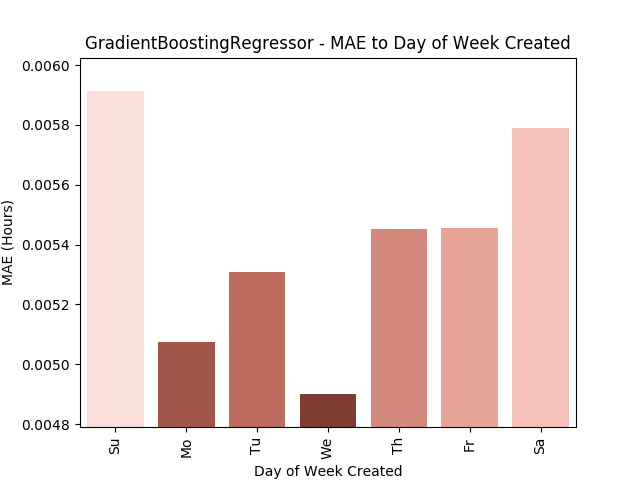 GradientBoostingRegressor - MAE to Day of Week Created
0.0060
0.0058
0.0056
0.0054
0.0052
0.0050
0.0048
MAE (Hours)
Su Mo Tu We Th Fr Sa
Day of Week Created